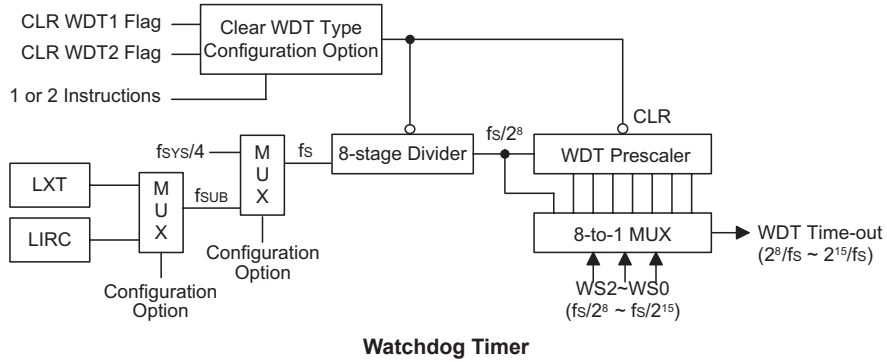 CLR WDT1 Flag
CLR WDT2 Flag
1 or 2 Instructions
Clear WDT Type
Configuration Option
CLR
fSYS/4
M
U
X
fS
8-stage Divider
fS/2⁸
WDT Prescaler
LXT
LIRC
M
U
X
fSUB
Configuration
Option
Configuration
Option
8-to-1 MUX
WDT Time-out
(2⁸/fS ~ 2¹⁵/fS)
WS2~WS0
(fS/2⁸ ~ fS/2¹⁵)
Watchdog Timer